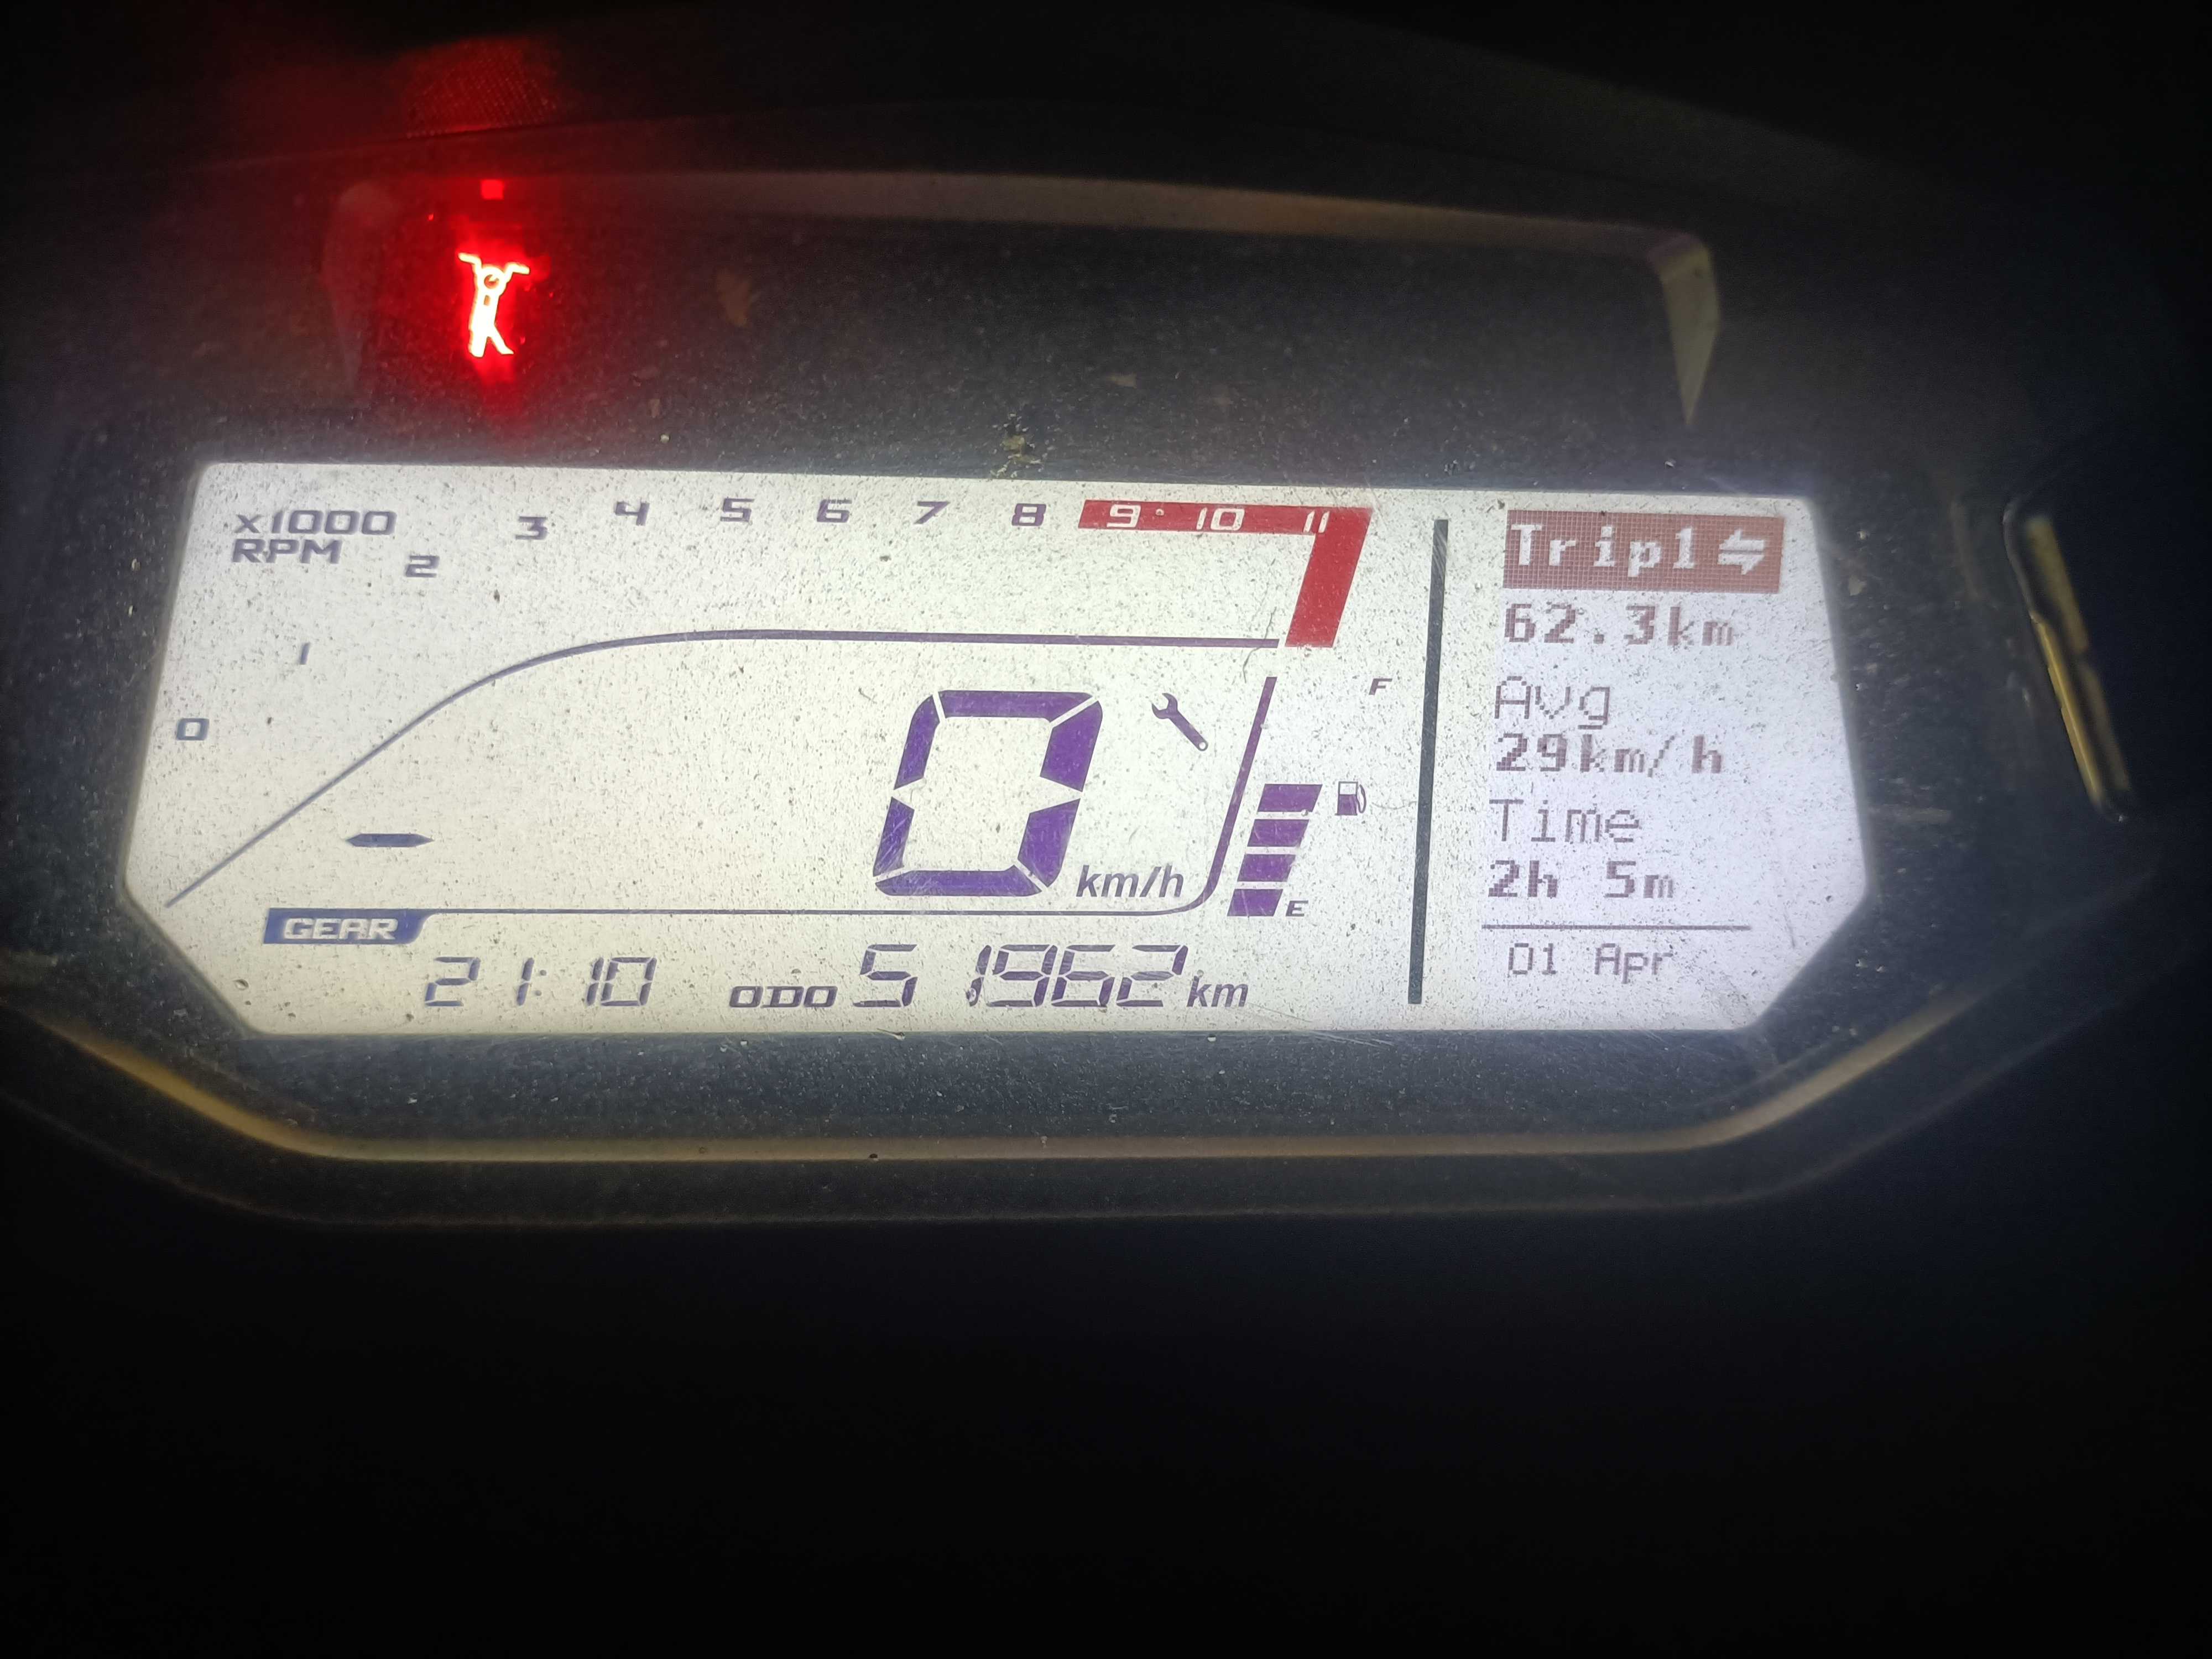 x1000
RPM
0 1 2 3 4 5 6 7 8 9 10 11
0 km/h
F
E
GEAR
21:10 ODO 51962 km
Trip1
62.3km
Avg
29km/h
Time
2h 5m
01 Apr